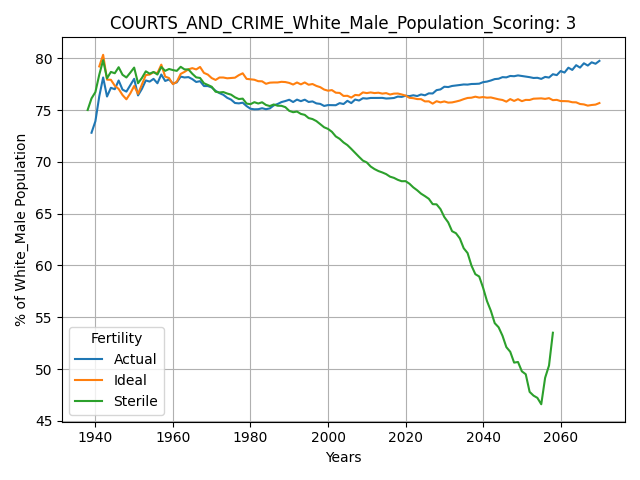 COURTS_AND_CRIME_White_Male_Population_Scoring: 3
% of White_Male Population
80
75
70
65
60
55
50
45
Fertility
Actual
Ideal
Sterile
1940 1960 1980 2000 2020 2040 2060
Years